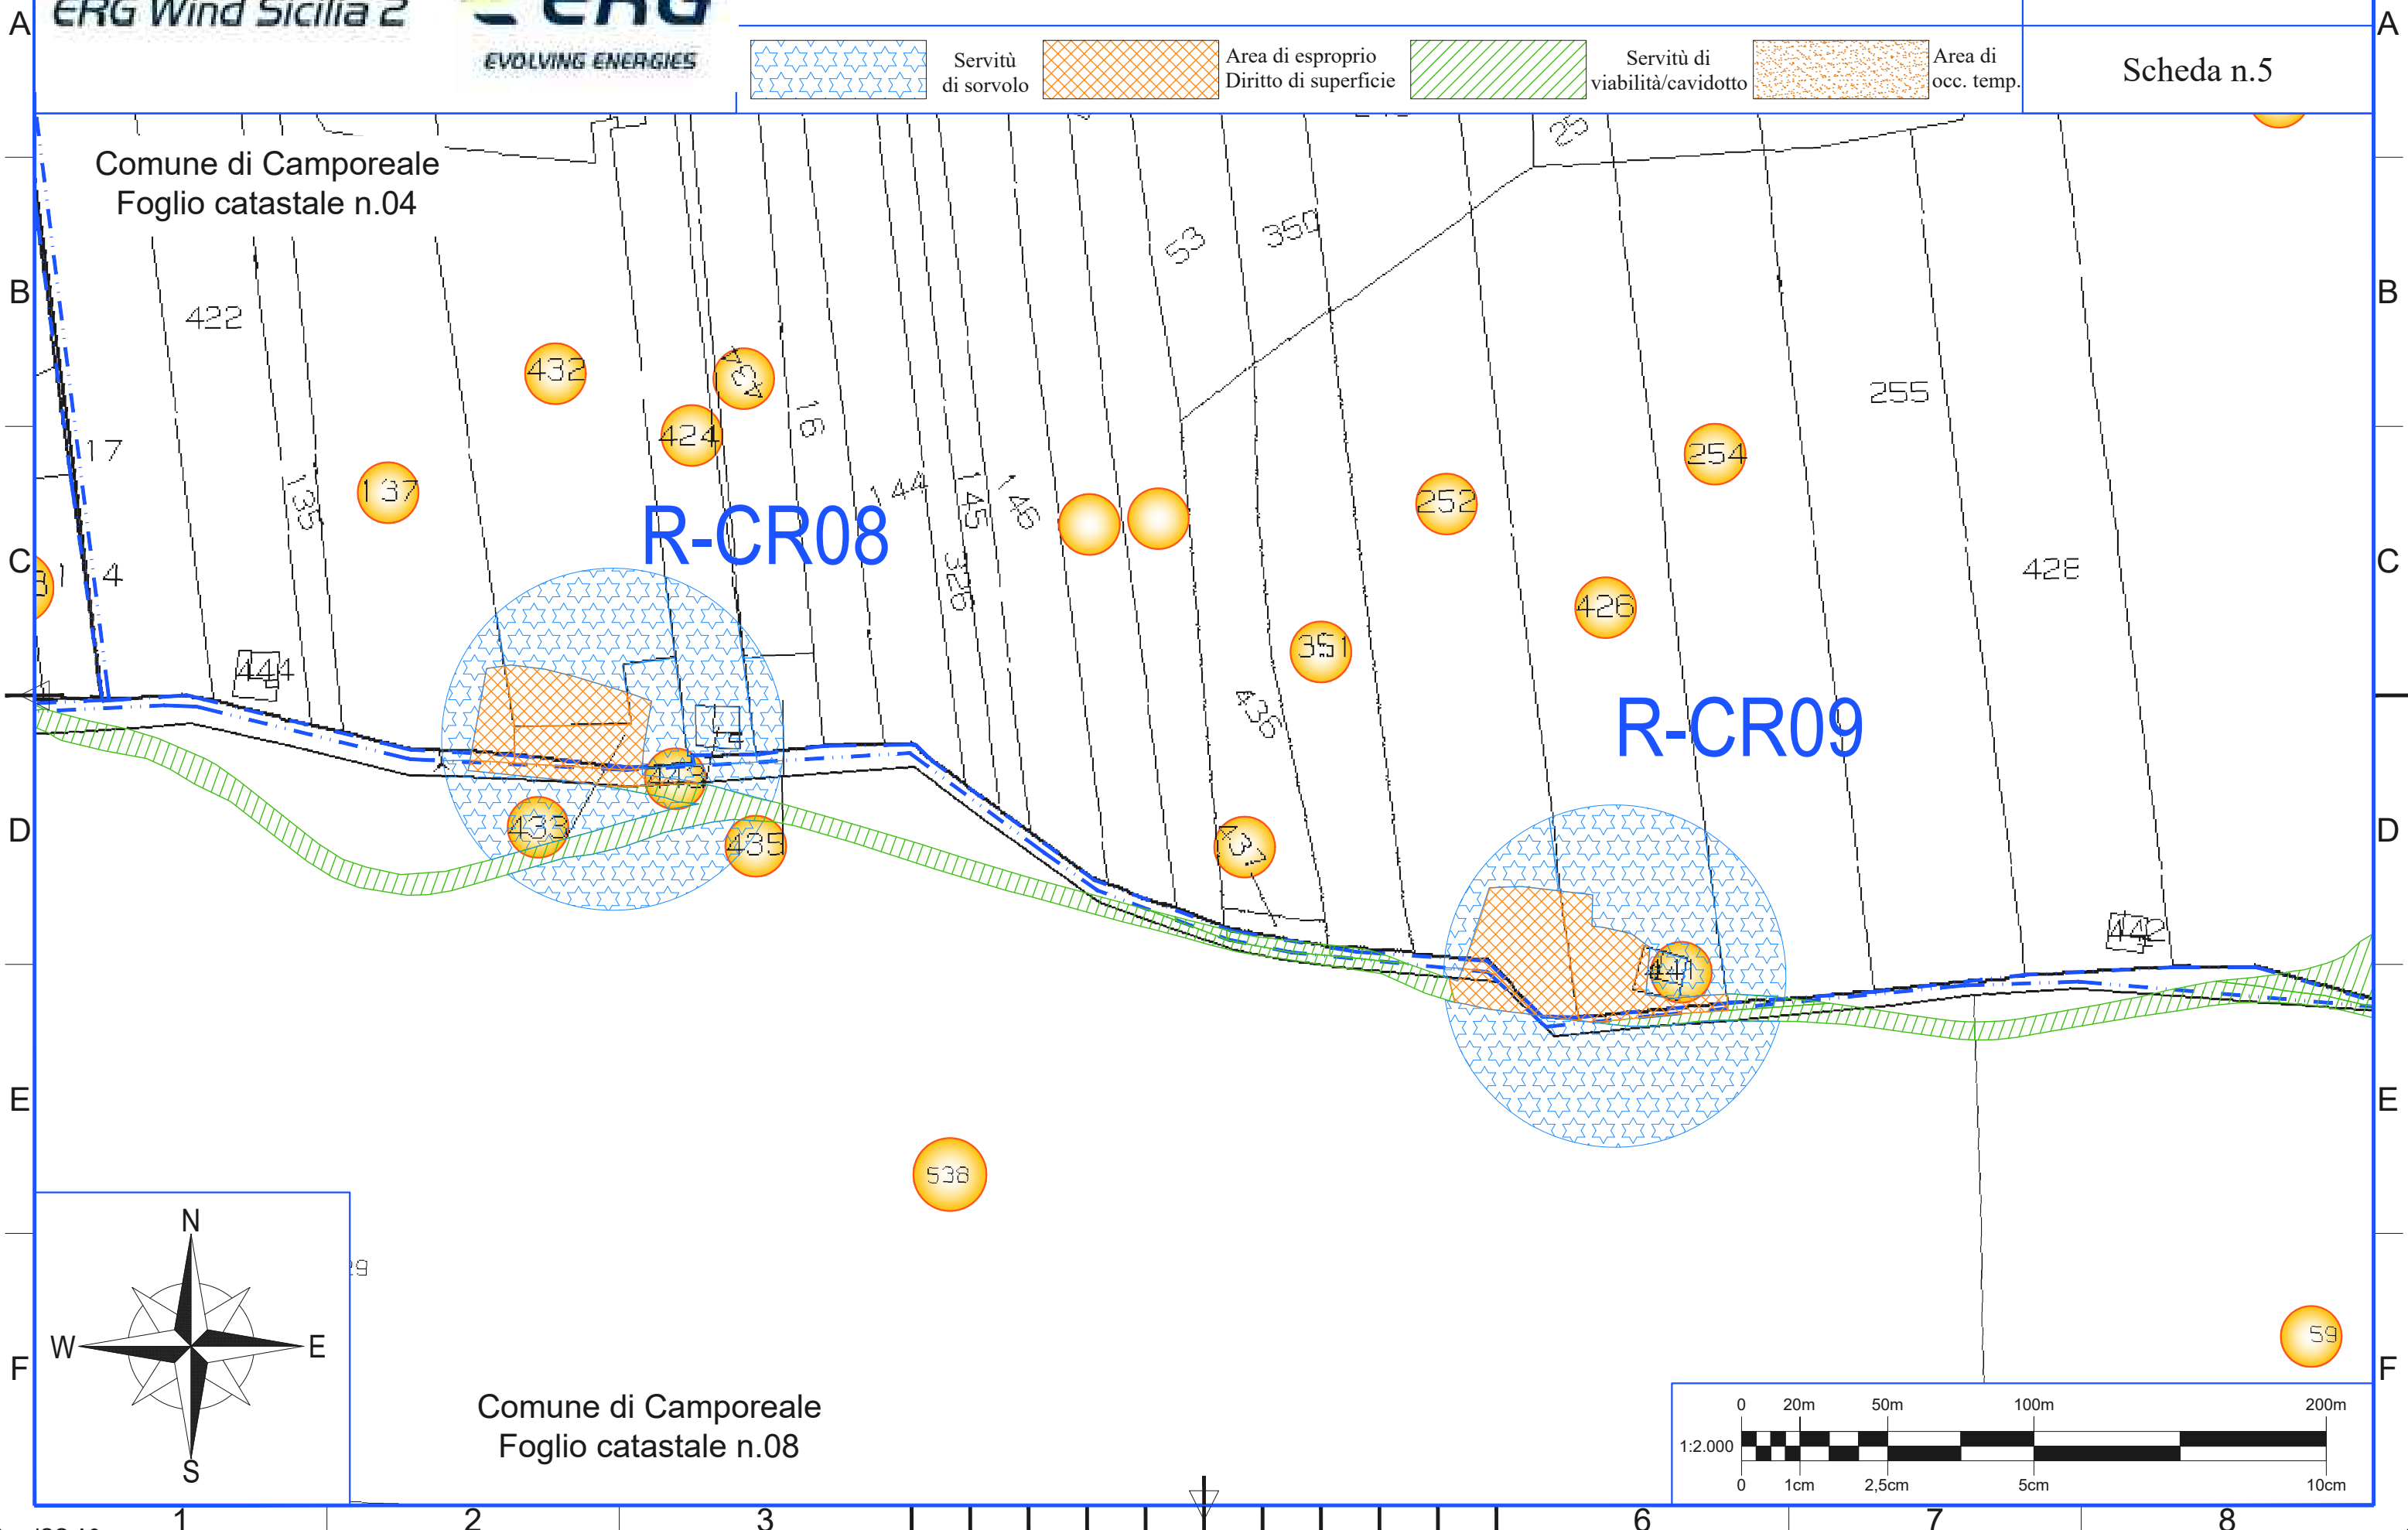 A
ERG Wind Sicilia 2
ERG
EVOLVING ENERGIES
Servitù
di sorvolo
Area di esproprio
Diritto di superficie
Servitù di
viabilità/cavidotto
Area di
occ. temp.
Scheda n.5
A
Comune di Camporeale
Foglio catastale n.04
25
53
350
B
422
B
432
424
16
255
17
137
135
144
145
146
252
254
R-CR08
C
4
326
426
428
C
351
444
436
R-CR09
443
433
435
D
D
441
442
E
E
538
N
W
E
S
F
59
F
Comune di Camporeale
Foglio catastale n.08
0 20m 50m 100m 200m
1:2.000
0 1cm 2,5cm 5cm 10cm
1 2 3 6 7 8